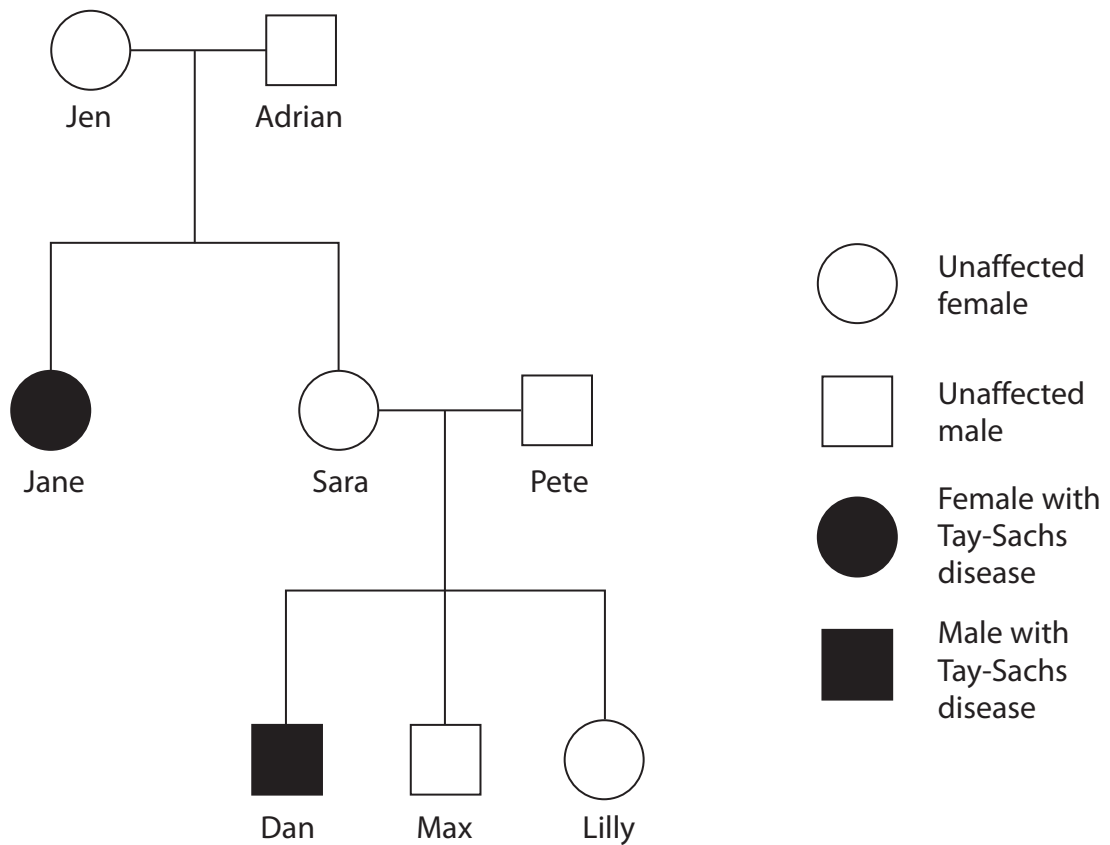 Jen
Adrian
Jane
Sara
Pete
Dan
Max
Lilly
Unaffected
female
Unaffected
male
Female with
Tay-Sachs
disease
Male with
Tay-Sachs
disease